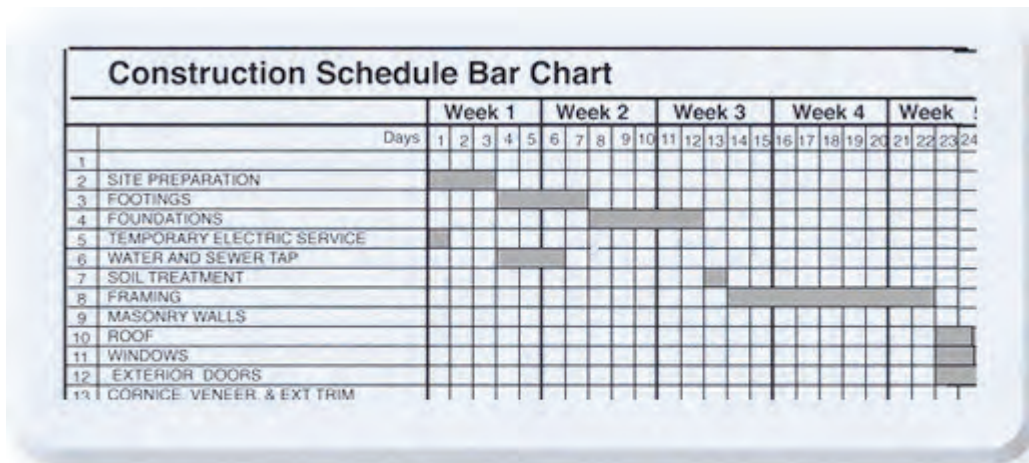 Construction Schedule Bar Chart
Week 1 Week 2 Week 3 Week 4 Week
Days 1 2 3 4 5 6 7 8 9 10 11 12 13 14 15 16 17 18 19 20 21 22 23 24
1
2 SITE PREPARATION
3 FOOTINGS
4 FOUNDATIONS
5 TEMPORARY ELECTRIC SERVICE
6 WATER AND SEWER TAP
7 SOIL TREATMENT
8 FRAMING
9 MASONRY WALLS
10 ROOF
11 WINDOWS
12 EXTERIOR DOORS
13 CORNICE, VENEER, & EXT TRIM